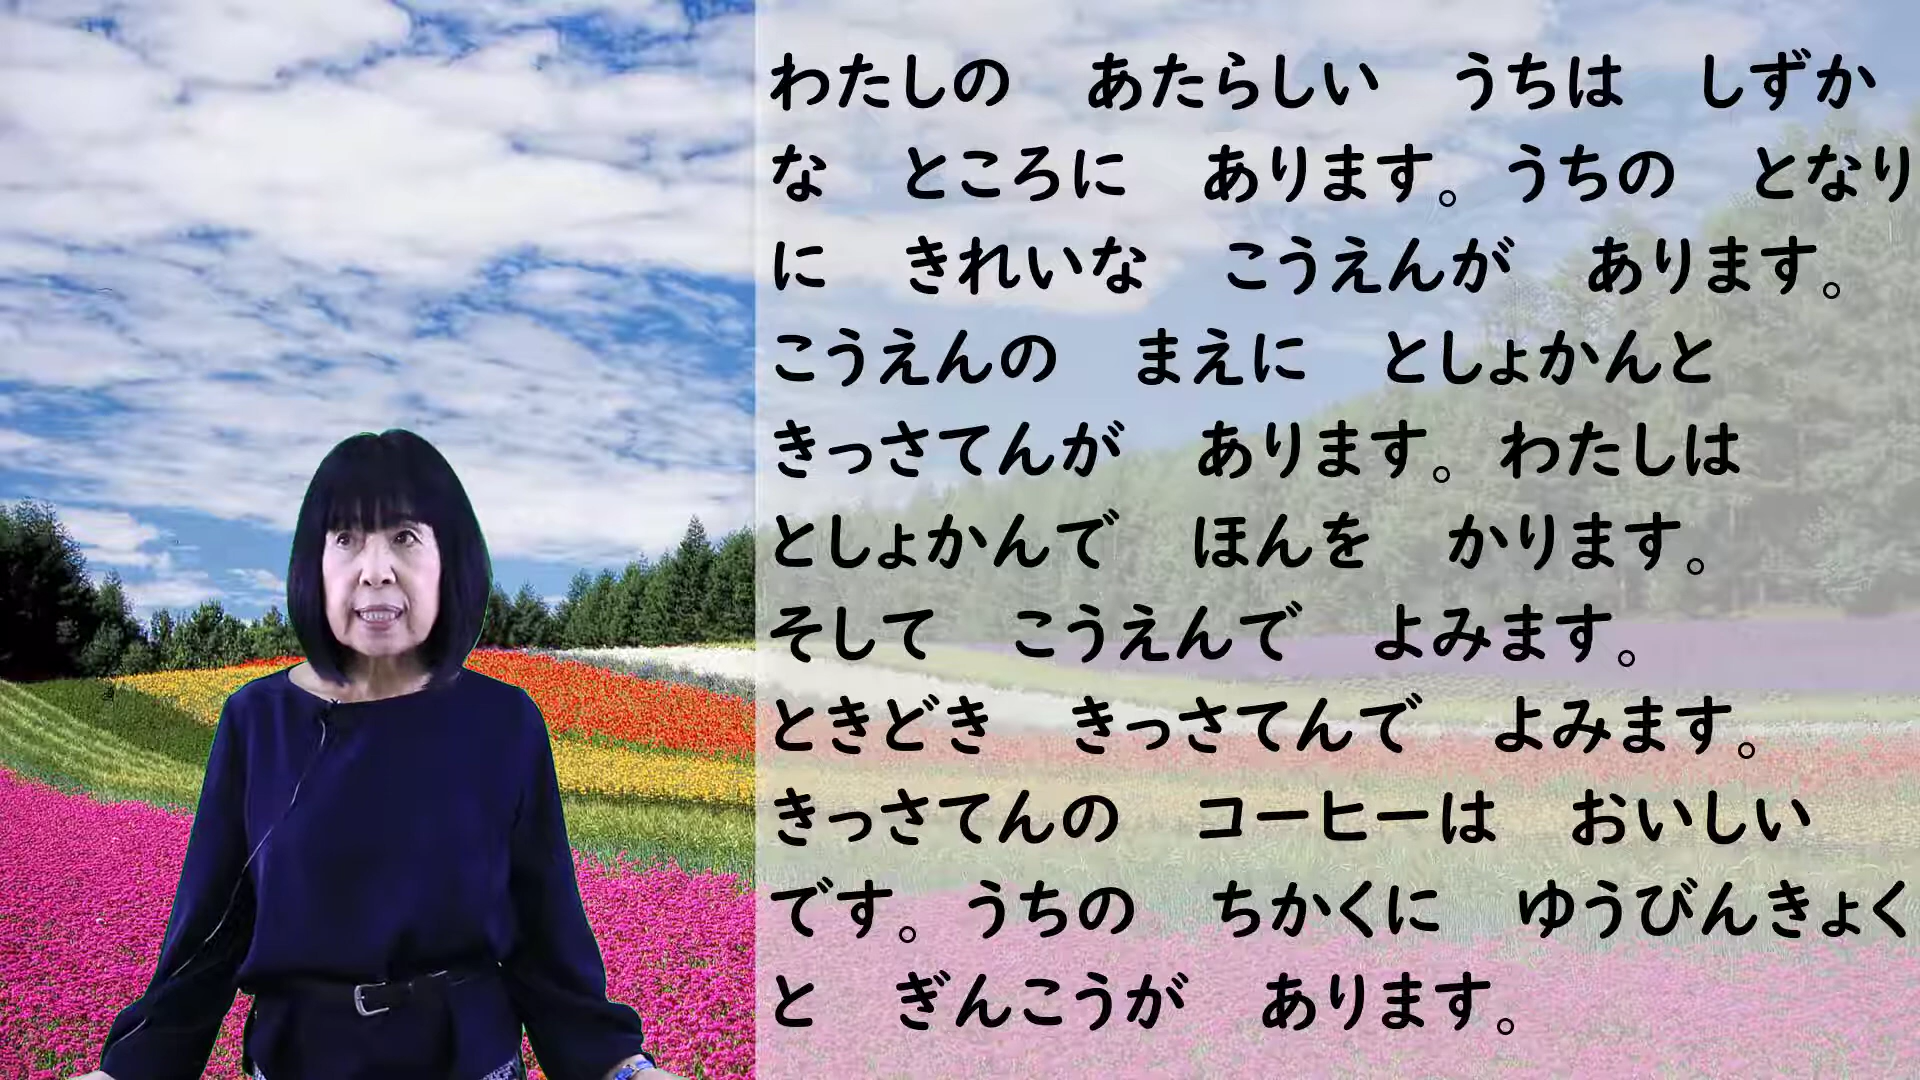 わたしの　あたらしい　うちは　しずか
な　ところに　あります。うちの　となり
に　きれいな　こうえんが　あります。
こうえんの　まえに　としょかんと
きっさてんが　あります。わたしは
としょかんで　ほんを　かります。
そして　こうえんで　よみます。
ときどき　きっさてんで　よみます。
きっさてんの　コーヒーは　おいしい
です。うちの　ちかくに　ゆうびんきょく
と　ぎんこうが　あります。